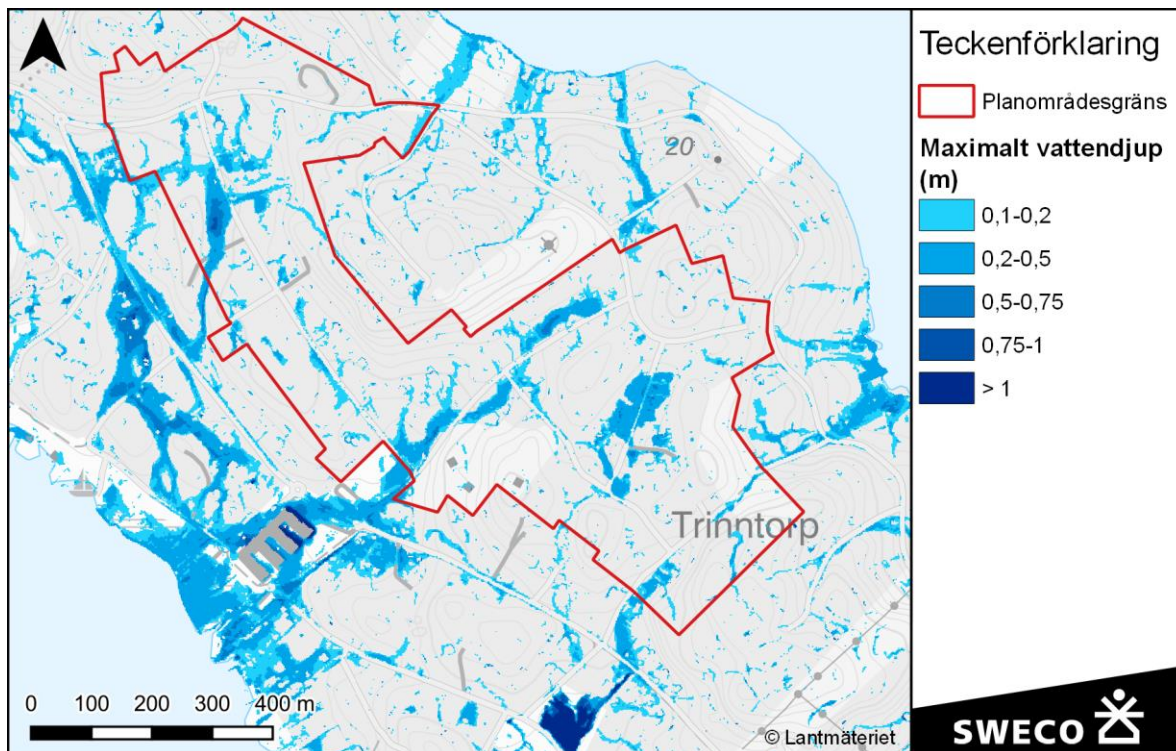 20
Trinntorp
0 100 200 300 400 m
© Lantmäteriet
Teckenförklaring
Planområdesgräns
Maximalt vattendjup
(m)
0,1-0,2
0,2-0,5
0,5-0,75
0,75-1
> 1
SWECO